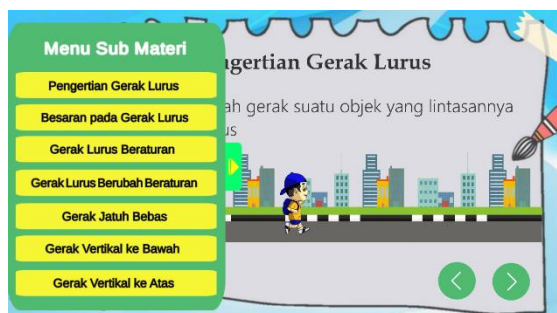 Menu Sub Materi
Pengertian Gerak Lurus
Besaran pada Gerak Lurus
Gerak Lurus Beraturan
Gerak Lurus Berubah Beraturan
Gerak Jatuh Bebas
Gerak Vertikal ke Bawah
Gerak Vertikal ke Atas
ngertian Gerak Lurus
ah gerak suatu objek yang lintasannya
us